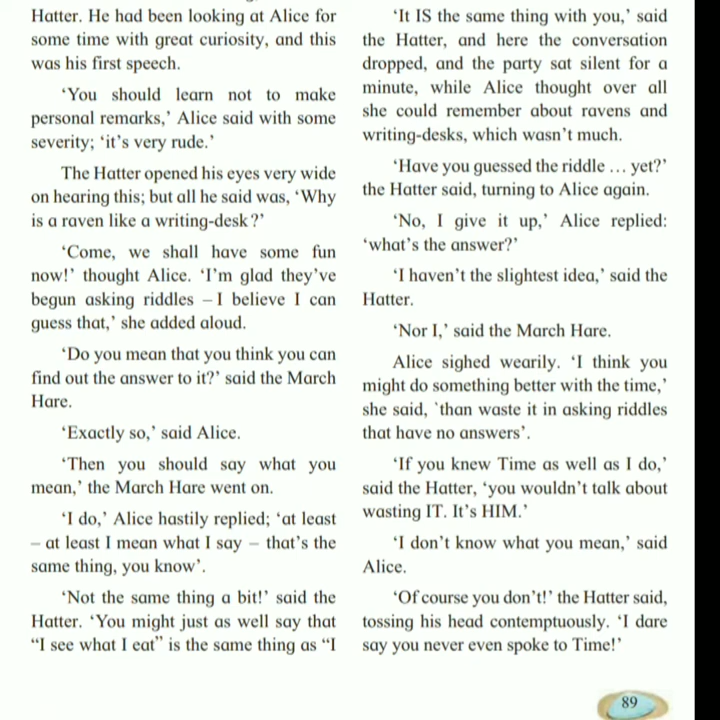 Hatter. He had been looking at Alice for
some time with great curiosity, and this
was his first speech.
‘You should learn not to make
personal remarks,’ Alice said with some
severity; ‘it’s very rude.’
The Hatter opened his eyes very wide
on hearing this; but all he said was, ‘Why
is a raven like a writing-desk?’
‘Come, we shall have some fun
now!’ thought Alice. ‘I’m glad they’ve
begun asking riddles – I believe I can
guess that,’ she added aloud.
‘Do you mean that you think you can
find out the answer to it?’ said the March
Hare.
‘Exactly so,’ said Alice.
‘Then you should say what you
mean,’ the March Hare went on.
‘I do,’ Alice hastily replied; ‘at least
– at least I mean what I say – that’s the
same thing, you know’.
‘Not the same thing a bit!’ said the
Hatter. ‘You might just as well say that
“I see what I eat” is the same thing as “I
‘It IS the same thing with you,’ said
the Hatter, and here the conversation
dropped, and the party sat silent for a
minute, while Alice thought over all
she could remember about ravens and
writing-desks, which wasn’t much.
‘Have you guessed the riddle … yet?’
the Hatter said, turning to Alice again.
‘No, I give it up,’ Alice replied:
‘what’s the answer?’
‘I haven’t the slightest idea,’ said the
Hatter.
‘Nor I,’ said the March Hare.
Alice sighed wearily. ‘I think you
might do something better with the time,’
she said, `than waste it in asking riddles
that have no answers’.
‘If you knew Time as well as I do,’
said the Hatter, ‘you wouldn’t talk about
wasting IT. It’s HIM.’
‘I don’t know what you mean,’ said
Alice.
‘Of course you don’t!’ the Hatter said,
tossing his head contemptuously. ‘I dare
say you never even spoke to Time!’
89